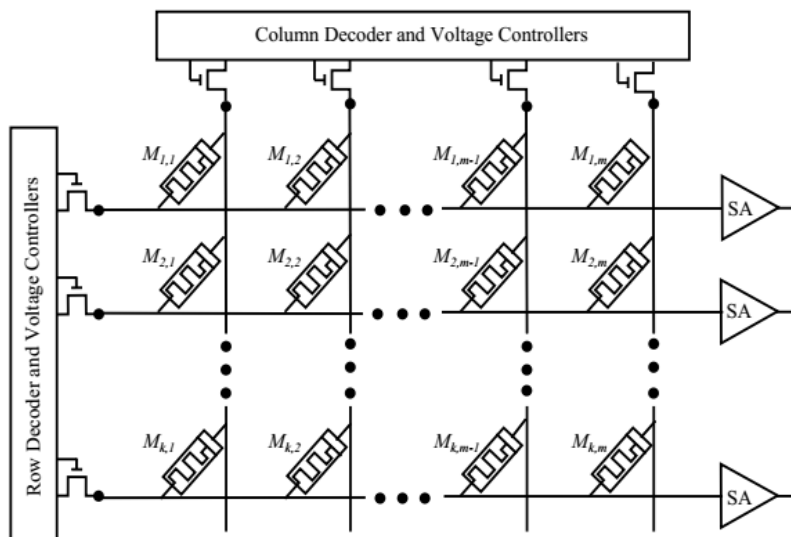 Column Decoder and Voltage Controllers
Row Decoder and Voltage Controllers
M1,1
M1,2
M1,m-1
M1,m
SA
M2,1
M2,2
M2,m-1
M2,m
SA
Mk,1
Mk,2
Mk,m-1
Mk,m
SA